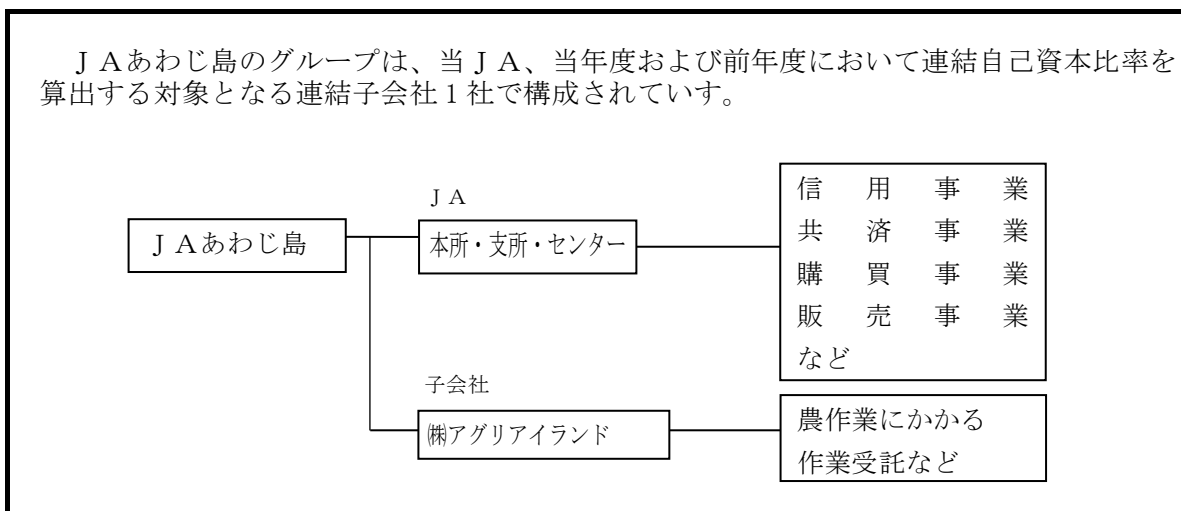 ＪＡあわじ島のグループは、当ＪＡ、当年度および前年度において連結自己資本比率を
算出する対象となる連結子会社１社で構成されていす。
ＪＡあわじ島
ＪＡ
本所・支所・センター
信用事業
共済事業
購買事業
販売事業
など
子会社
㈱アグリアイランド
農作業にかかる
作業受託など